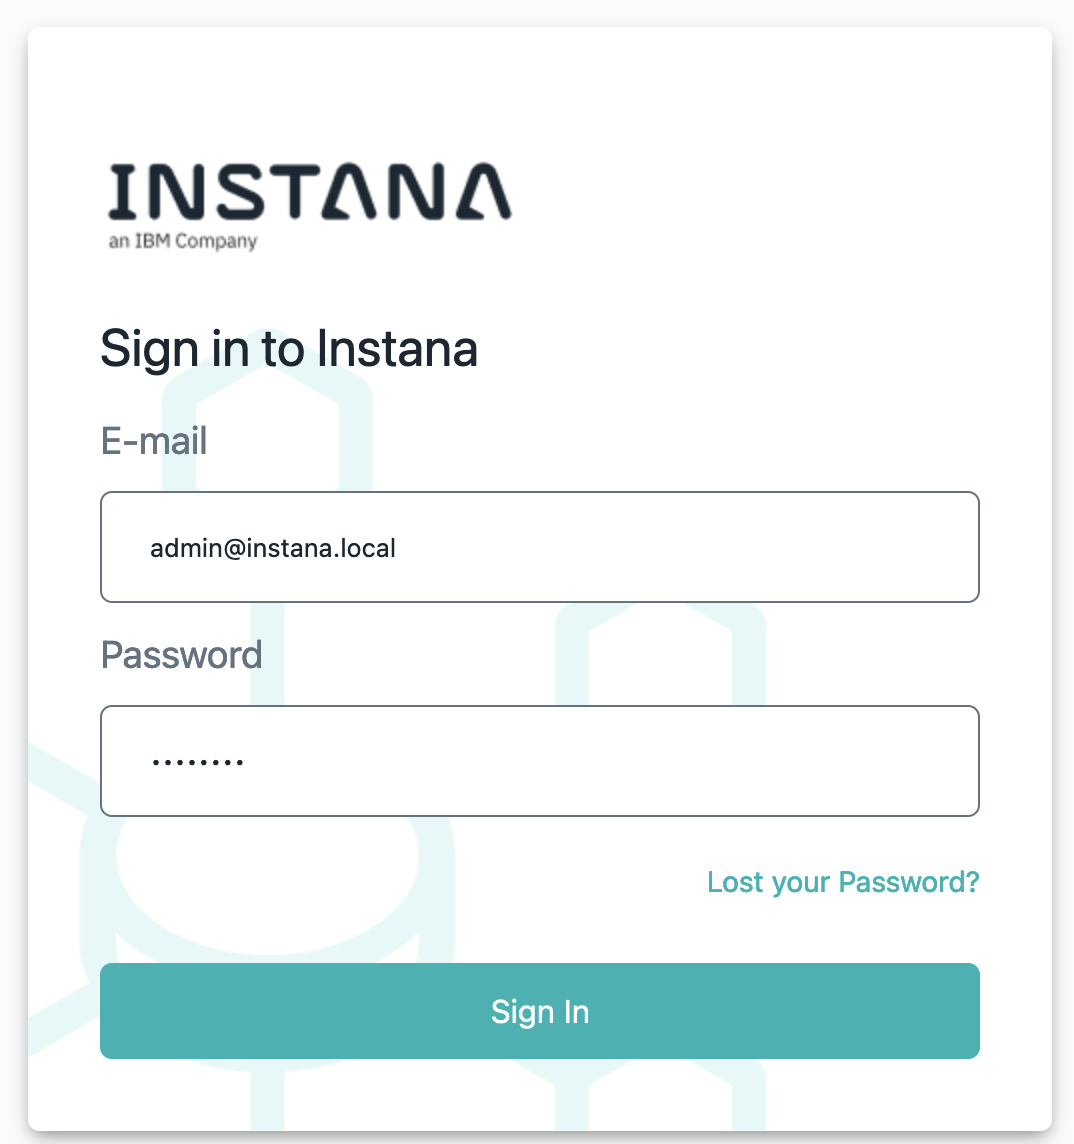 INSTANA
an IBM Company
Sign in to Instana
E-mail
admin@instana.local
Password
••••••••
Lost your Password?
Sign In